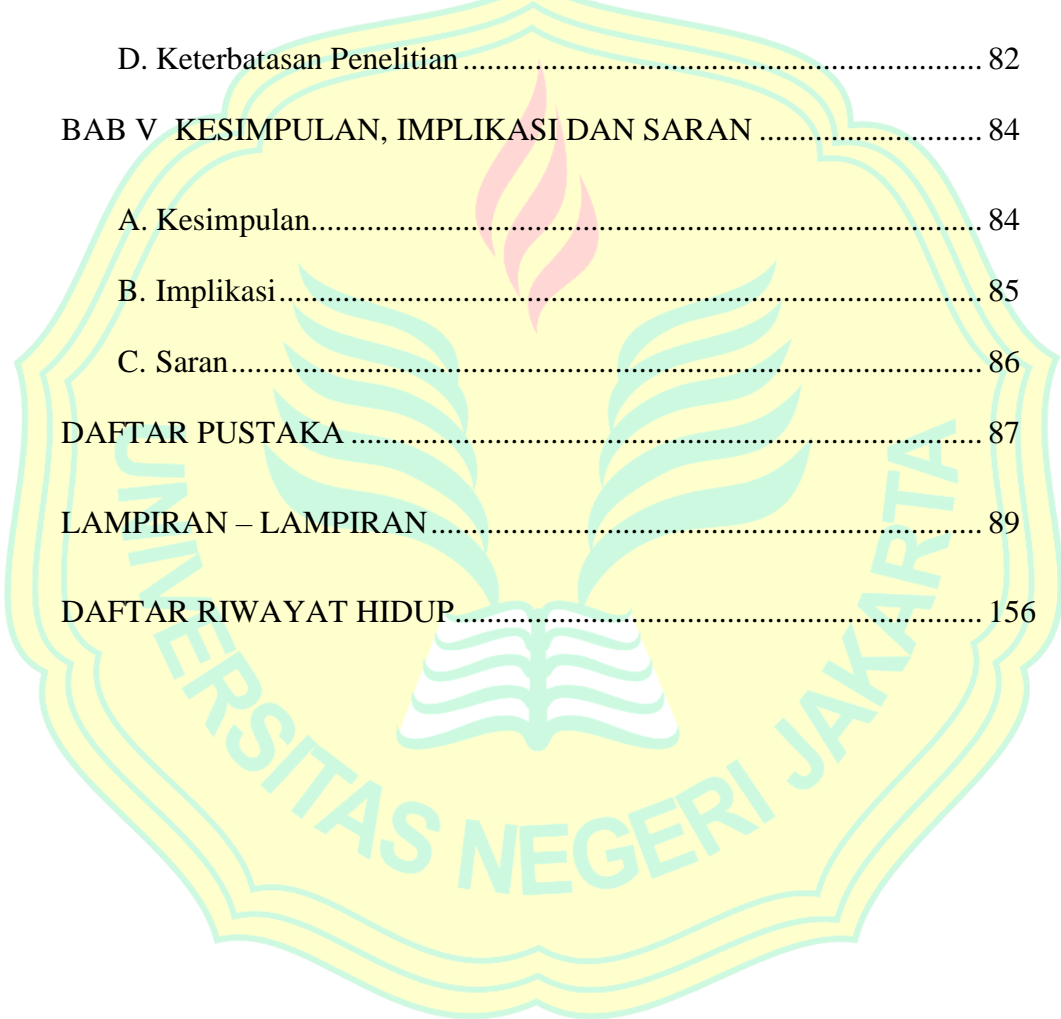 D. Keterbatasan Penelitian ................................................................ 82
BAB V  KESIMPULAN, IMPLIKASI DAN SARAN ............................ 84
A. Kesimpulan................................................................................... 84
B. Implikasi....................................................................................... 85
C. Saran............................................................................................. 86
DAFTAR PUSTAKA .............................................................................. 87
LAMPIRAN – LAMPIRAN.................................................................... 89
DAFTAR RIWAYAT HIDUP................................................................. 156
UNIVERSITAS NEGERI JAKARTA